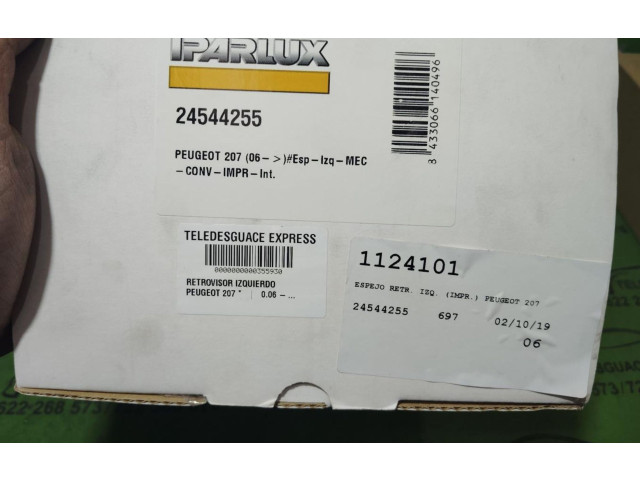 IPARLUX
24544255
PEUGEOT 207 (06->)#Esp-Izq-MEC
-CONV-IMPR-Int.
8 433066 140496
TELEDESGUACE EXPRESS
0000000000355930
RETROVISOR IZQUIERDO
PEUGEOT 207 * 0.06 - ...
1124101
ESPEJO RETR. IZQ. (IMPR.) PEUGEOT 207
24544255 697 02/10/19
06